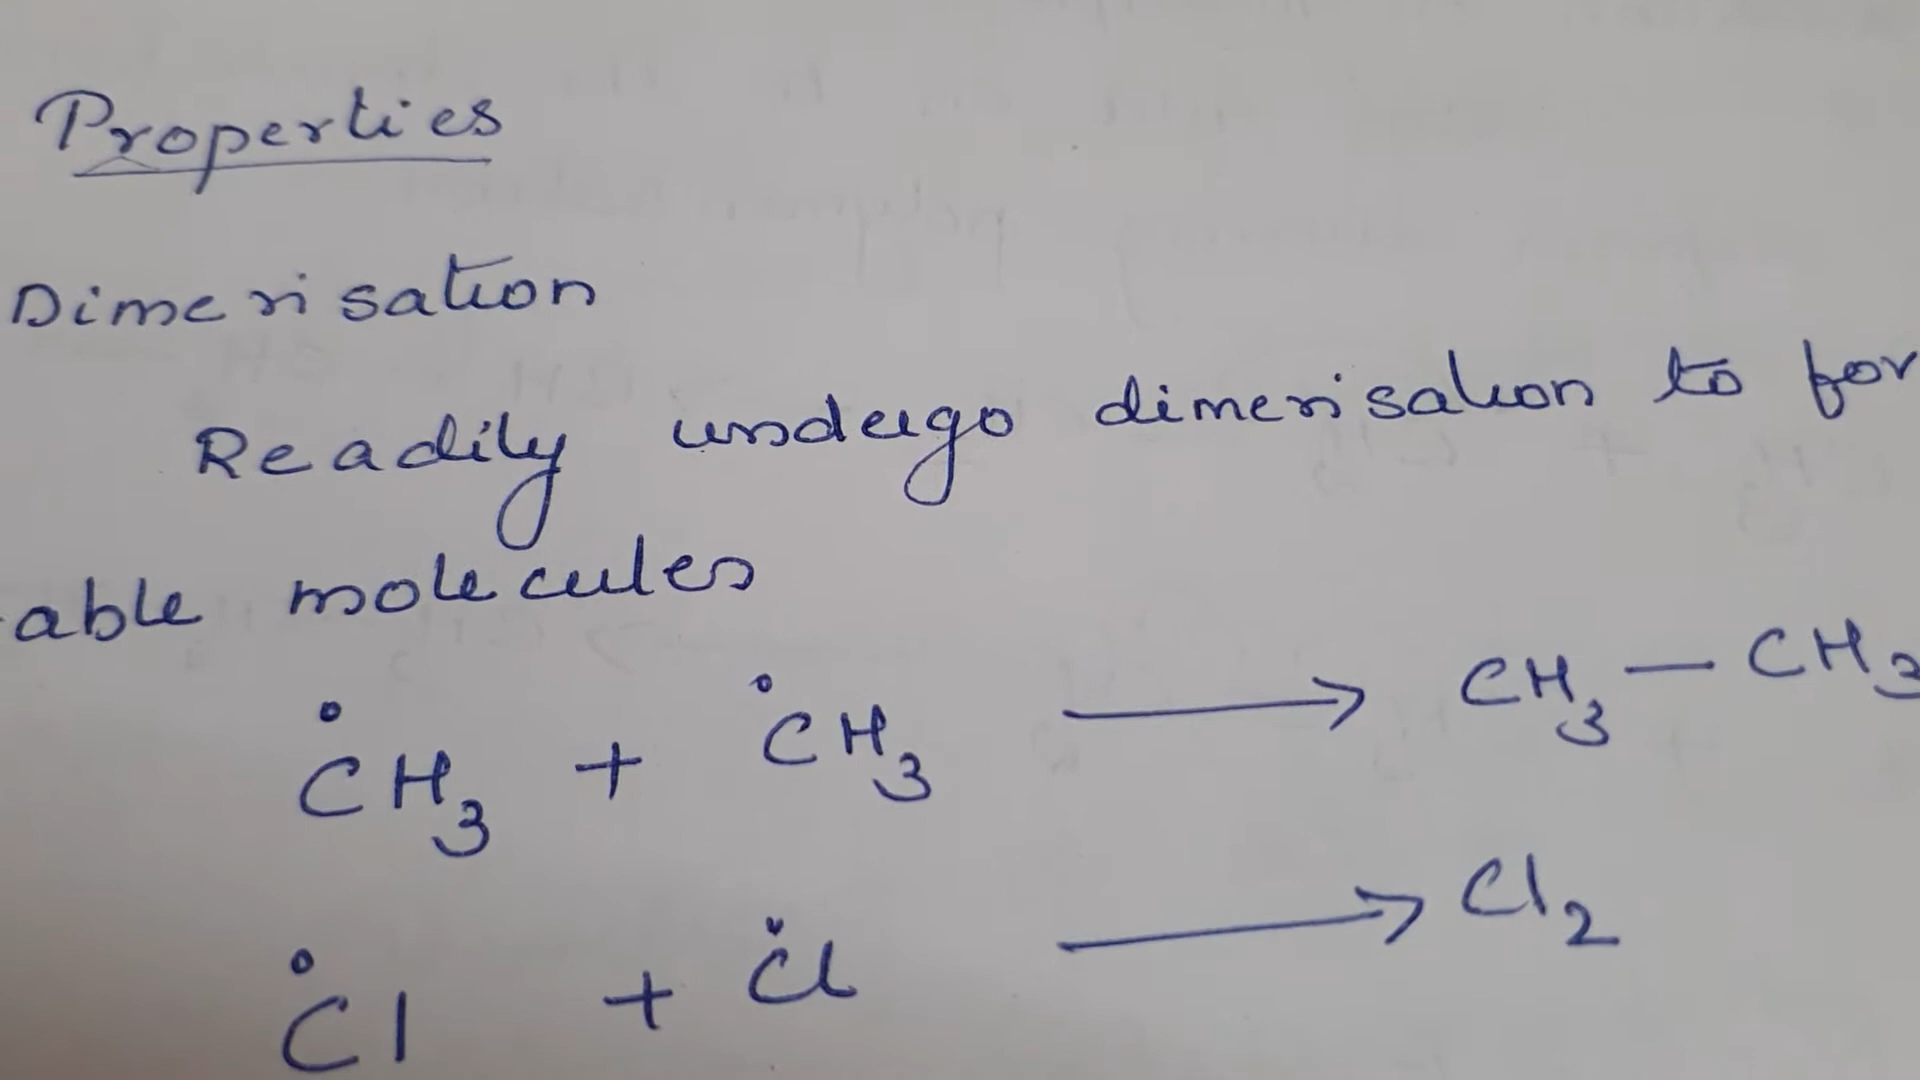 Properties
Dimerisation
Readily undergo dimerisation to for
able molecules
ĊH₃ + ĊH₃ ⟶ CH₃ — CH₃
Ċl + Ċl ⟶ Cl₂